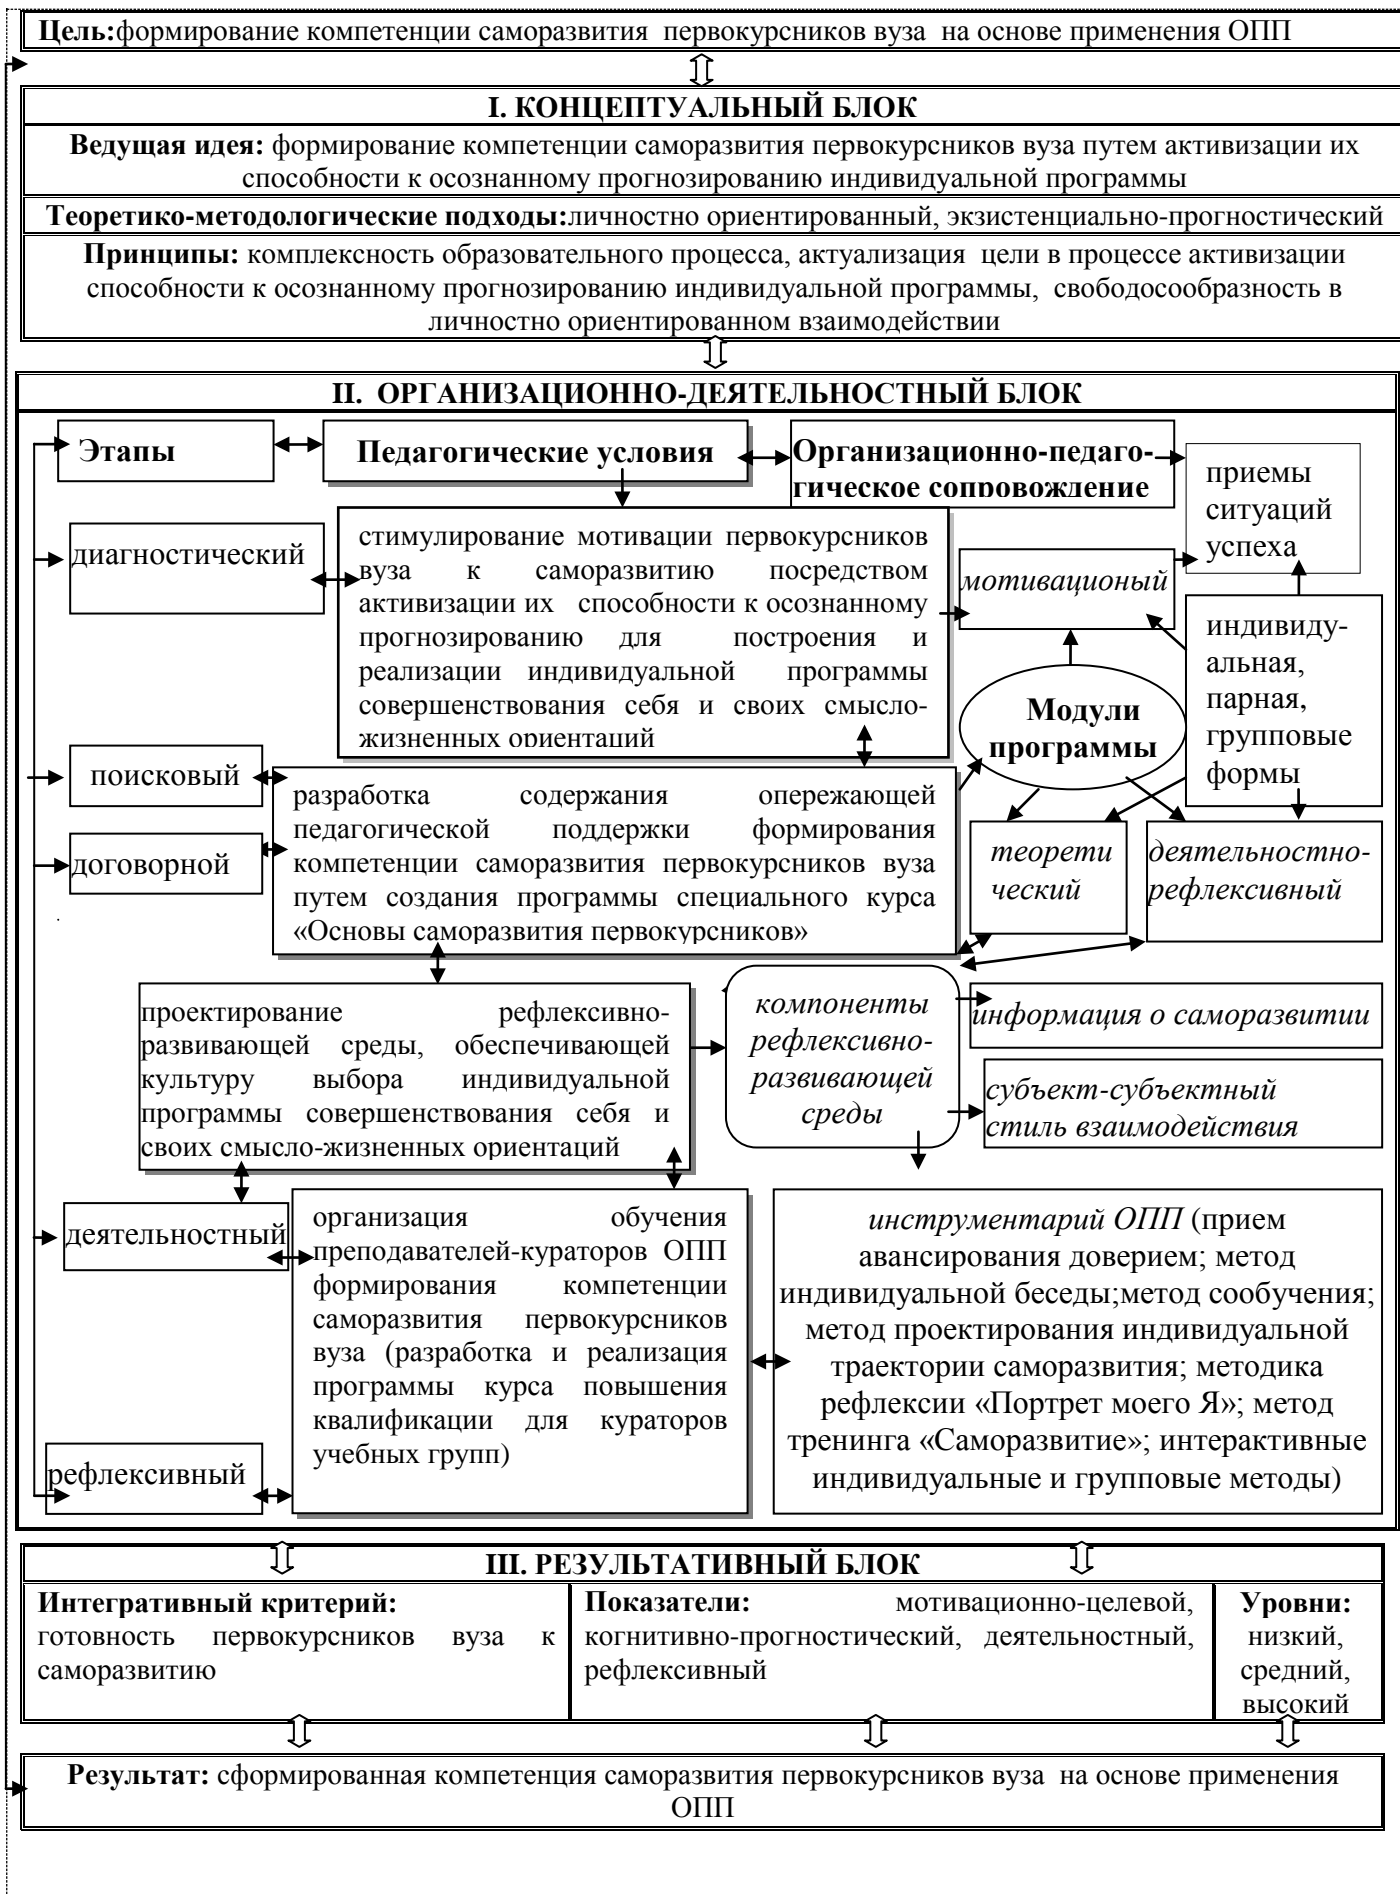 Цель:формирование компетенции саморазвития первокурсников вуза на основе применения ОПП
I. КОНЦЕПТУАЛЬНЫЙ БЛОК
Ведущая идея: формирование компетенции саморазвития первокурсников вуза путем активизации их
способности к осознанному прогнозированию индивидуальной программы
Теоретико-методологические подходы:личностно ориентированный, экзистенциально-прогностический
Принципы: комплексность образовательного процесса, актуализация цели в процессе активизации
способности к осознанному прогнозированию индивидуальной программы, свободосообразность в
личностно ориентированном взаимодействии
II. ОРГАНИЗАЦИОННО-ДЕЯТЕЛЬНОСТНЫЙ БЛОК
Этапы
Педагогические условия
Организационно-педаго-
гическое сопровождение
приемы
ситуаций
успеха
диагностический
стимулирование мотивации первокурсников
вуза к саморазвитию посредством
активизации их способности к осознанному
прогнозированию для построения и
реализации индивидуальной программы
совершенствования себя и своих смысло-
жизненных ориентаций
мотивационый
индивиду-
альная,
парная,
групповые
формы
Модули
программы
поисковый
договорной
разработка содержания опережающей
педагогической поддержки формирования
компетенции саморазвития первокурсников вуза
путем создания программы специального курса
«Основы саморазвития первокурсников»
теорети
ческий
деятельностно-
рефлексивный
проектирование рефлексивно-
развивающей среды, обеспечивающей
культуру выбора индивидуальной
программы совершенствования себя и
своих смысло-жизненных ориентаций
компоненты
рефлексивно-
развивающей
среды
информация о саморазвитии
субъект-субъектный
стиль взаимодействия
деятельностный
организация обучения
преподавателей-кураторов ОПП
формирования компетенции
саморазвития первокурсников
вуза (разработка и реализация
программы курса повышения
квалификации для кураторов
учебных групп)
инструментарий ОПП (прием
авансирования доверием; метод
индивидуальной беседы;метод сообучения;
метод проектирования индивидуальной
траектории саморазвития; методика
рефлексии «Портрет моего Я»; метод
тренинга «Саморазвитие»; интерактивные
индивидуальные и групповые методы)
рефлексивный
III. РЕЗУЛЬТАТИВНЫЙ БЛОК
Интегративный критерий:
готовность первокурсников вуза к
саморазвитию
Показатели: мотивационно-целевой,
когнитивно-прогностический, деятельностный,
рефлексивный
Уровни:
низкий,
средний,
высокий
Результат: сформированная компетенция саморазвития первокурсников вуза на основе применения
ОПП